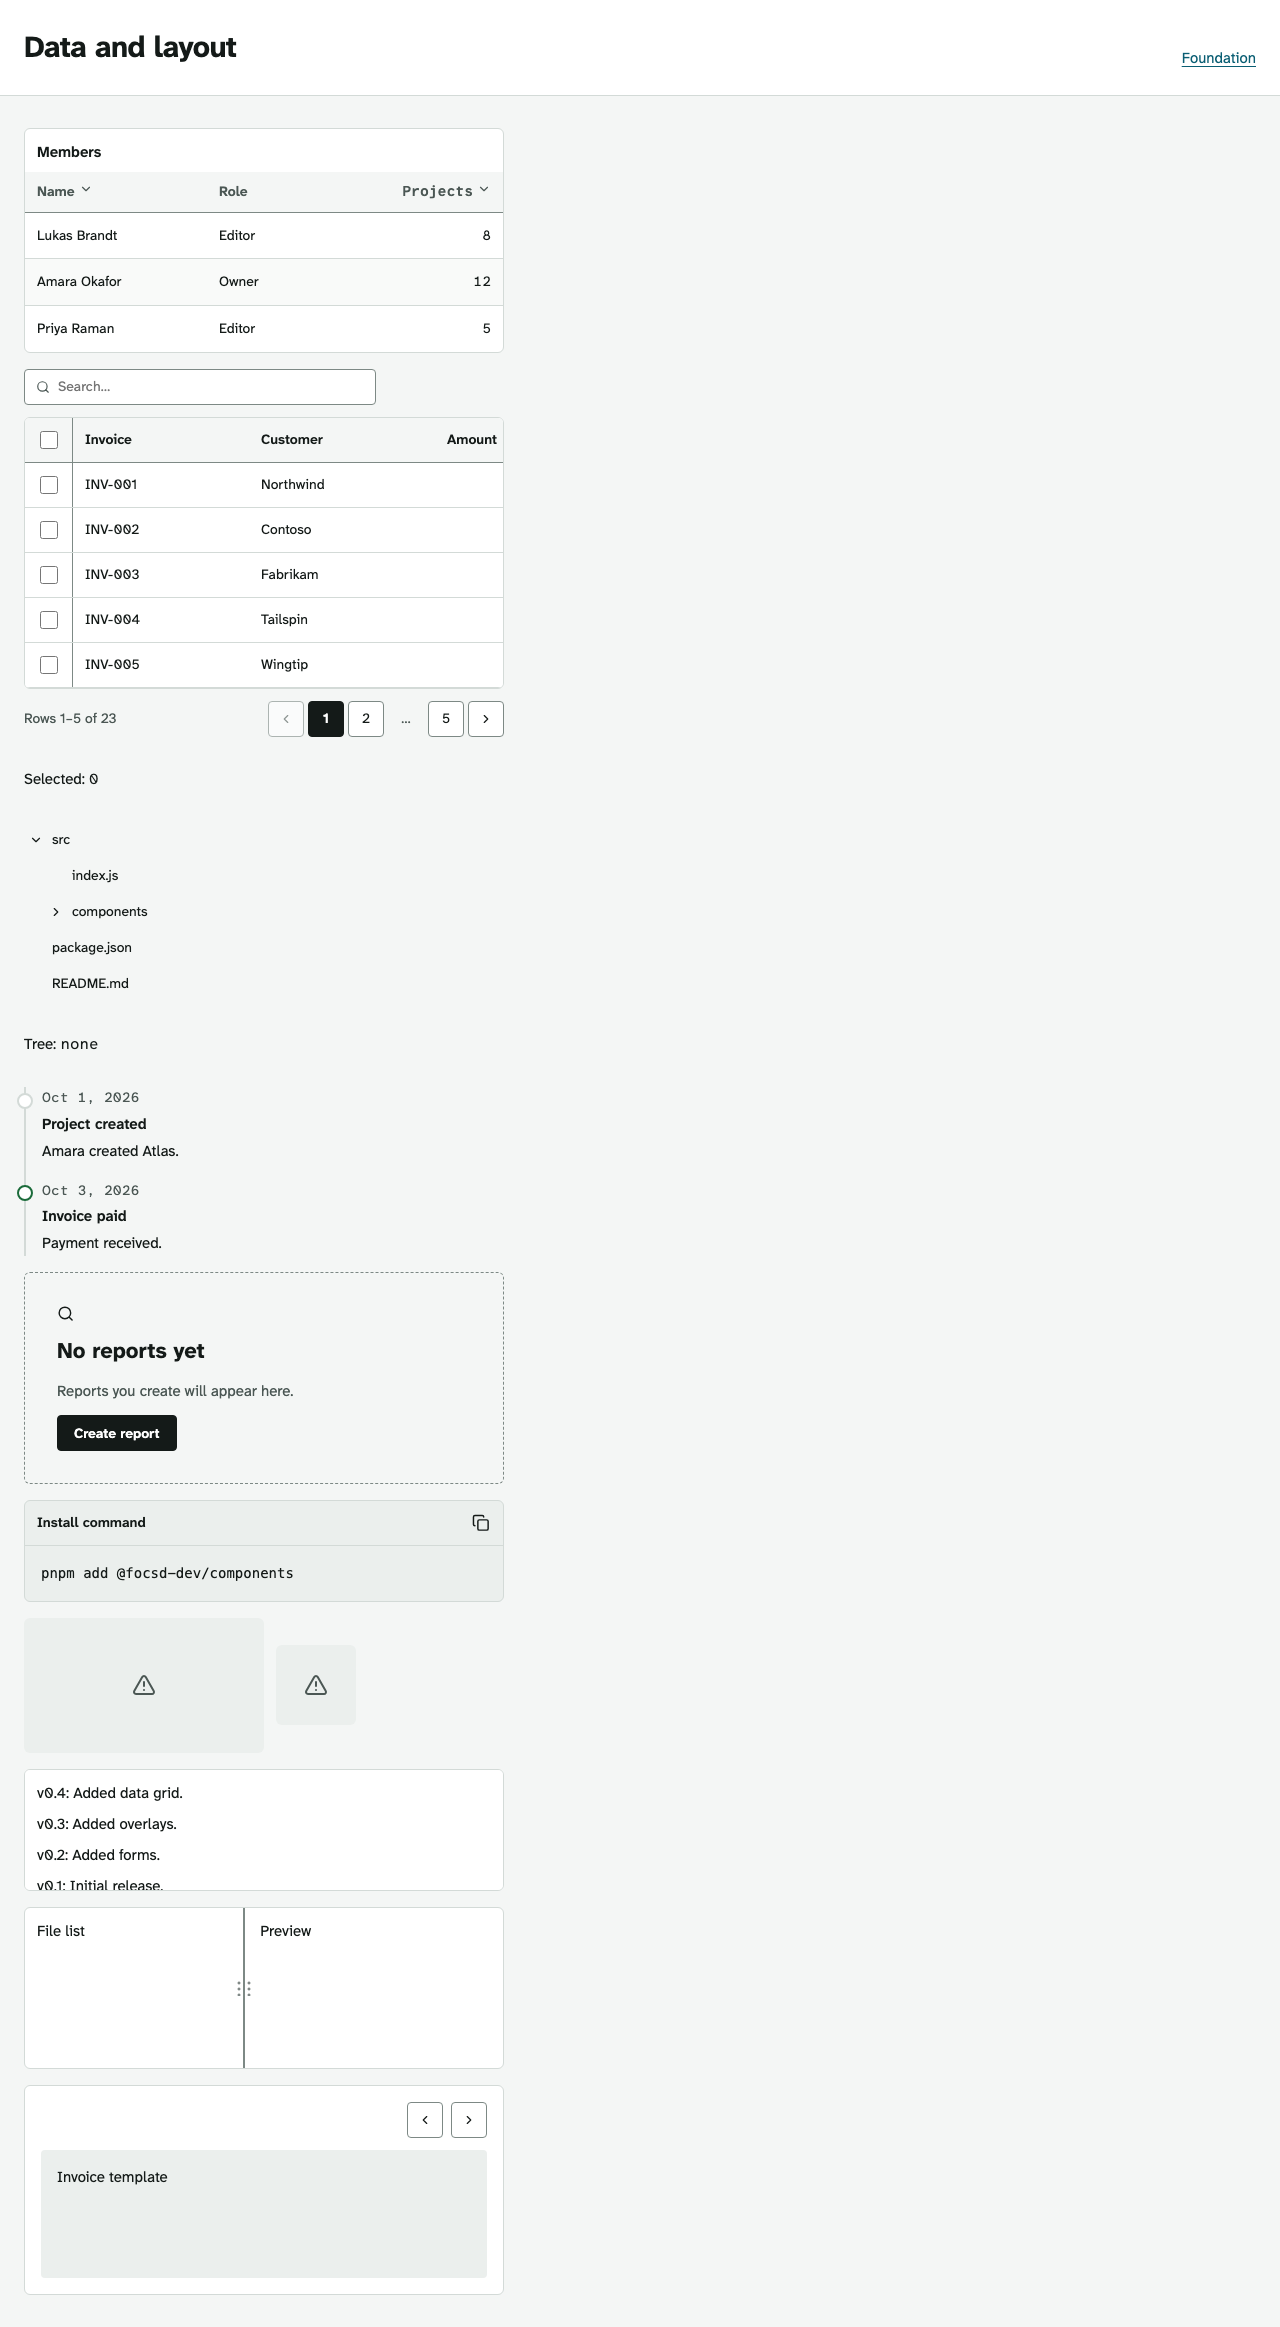 Data and layout
Foundation
Members
Name Role Projects
Lukas Brandt Editor 8
Amara Okafor Owner 12
Priya Raman Editor 5
Search...
Invoice Customer Amount
INV-001 Northwind
INV-002 Contoso
INV-003 Fabrikam
INV-004 Tailspin
INV-005 Wingtip
Rows 1–5 of 23 1 2 ... 5
Selected: 0
src
index.js
components
package.json
README.md
Tree: none
Oct 1, 2026
Project created
Amara created Atlas.
Oct 3, 2026
Invoice paid
Payment received.
No reports yet
Reports you create will appear here.
Create report
Install command
pnpm add @focsd-dev/components
v0.4: Added data grid.
v0.3: Added overlays.
v0.2: Added forms.
v0.1: Initial release.
File list Preview
Invoice template